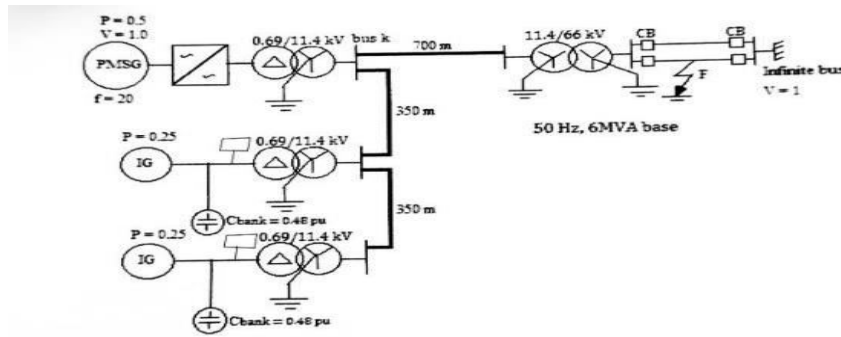 P = 0.5
V = 1.0
PMSG
f = 20
0.69/11.4 kV
bus k
700 m
11.4/66 kV
CB
CB
F
Infinite bus
V = 1
350 m
50 Hz, 6MVA base
P = 0.25
IG
0.69/11.4 kV
Cbank = 0.48 pu
350 m
P = 0.25
IG
0.69/11.4 kV
Cbank = 0.48 pu